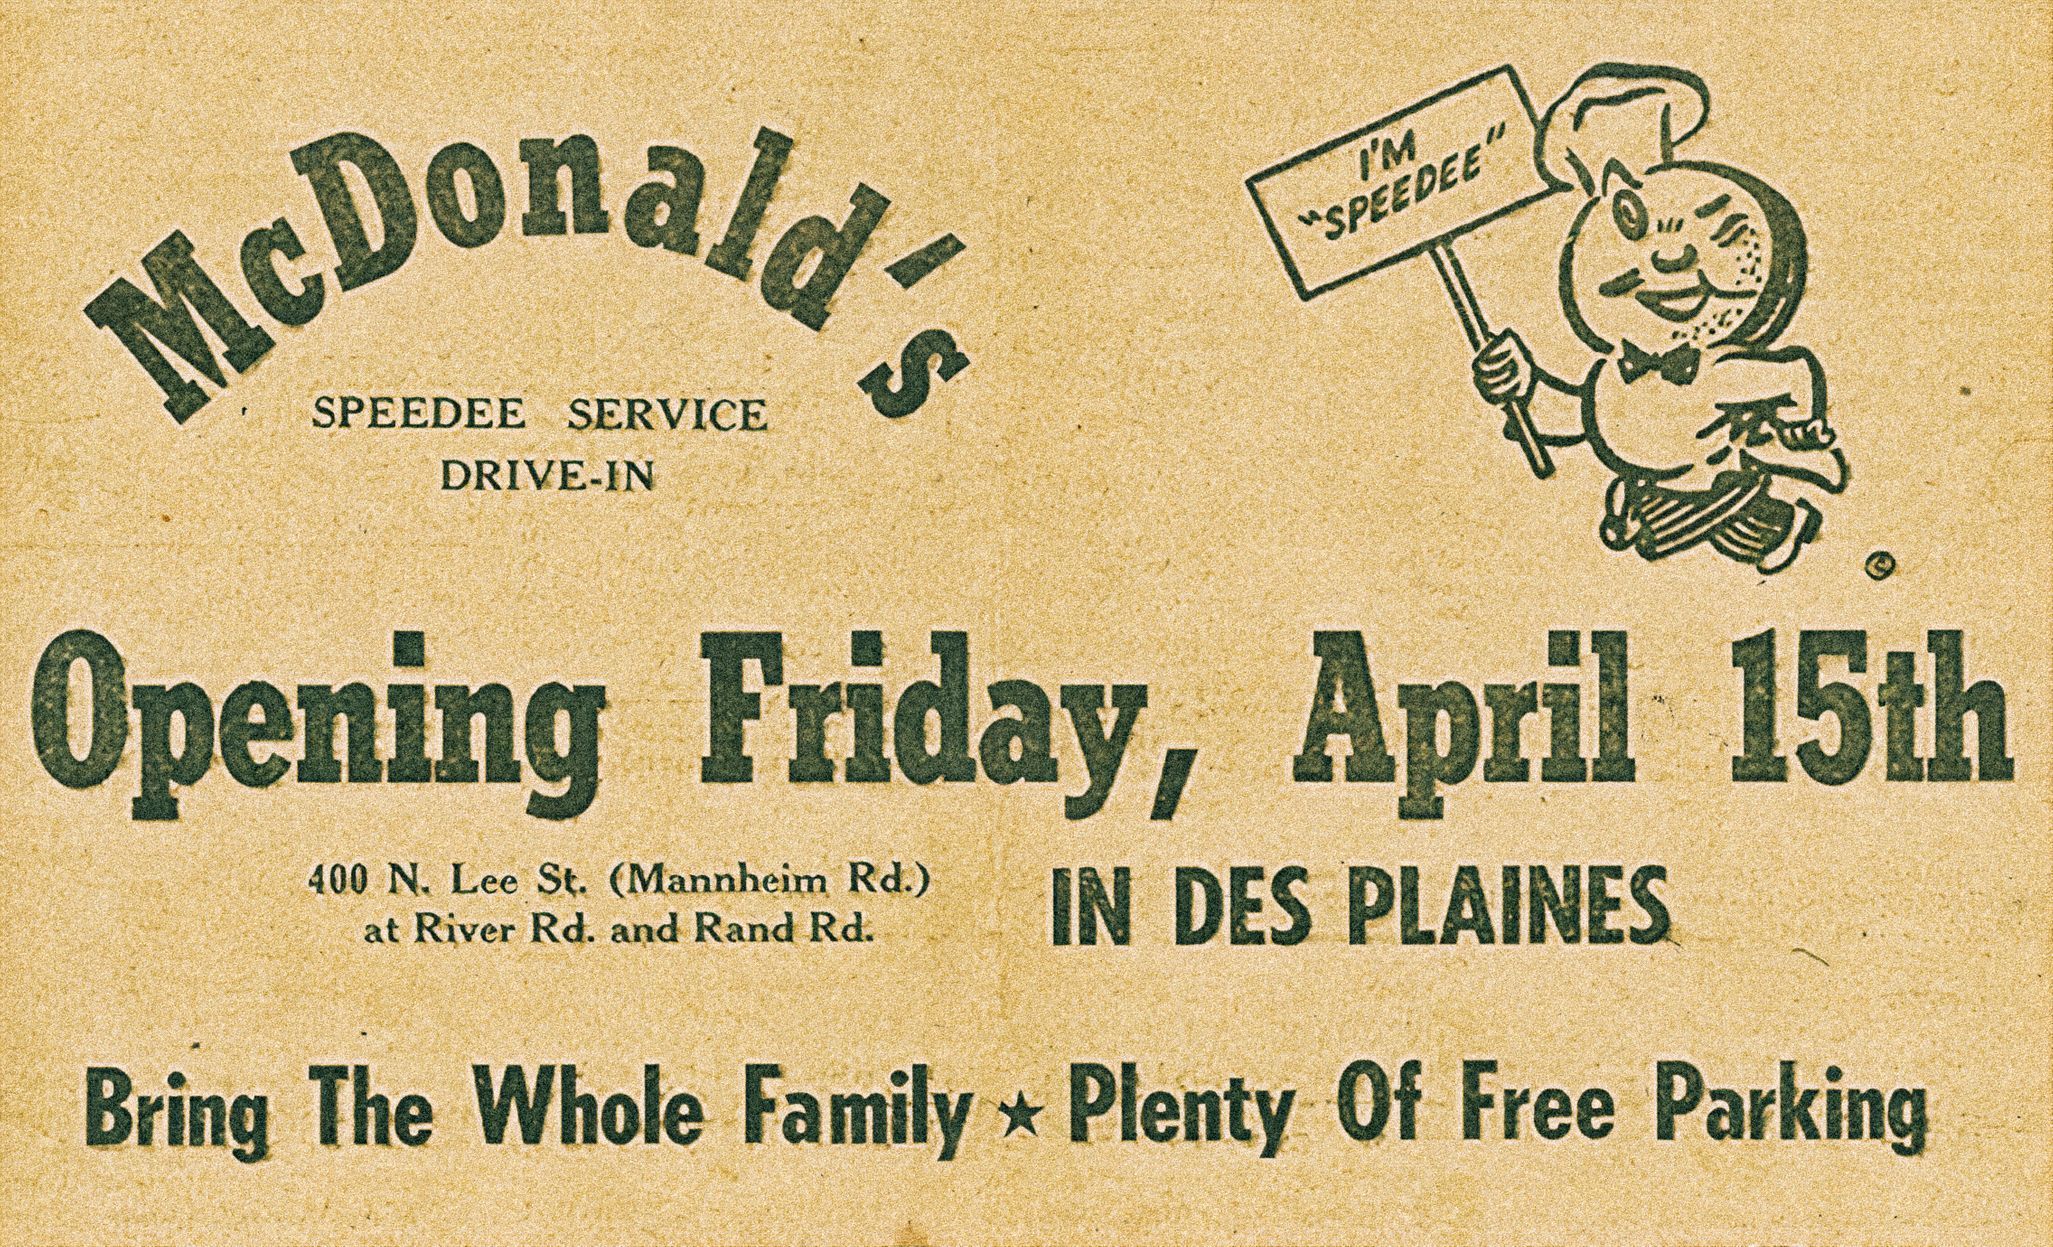 McDonald's
SPEEDEE SERVICE
DRIVE-IN
I'M
"SPEEDEE"
©
Opening Friday, April 15th
400 N. Lee St. (Mannheim Rd.)
at River Rd. and Rand Rd.
IN DES PLAINES
Bring The Whole Family ★ Plenty Of Free Parking